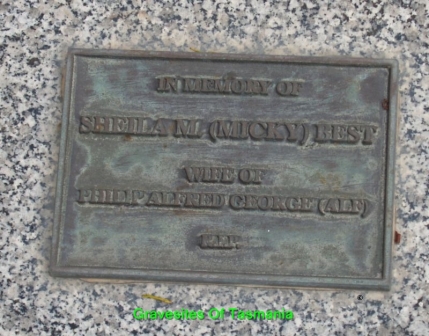 IN MEMORY OF
SHEILA M. (MICKY) BEST
WIFE OF
PHILIP ALFRED GEORGE (ALF)
R.I.P.
Gravesites Of Tasmania